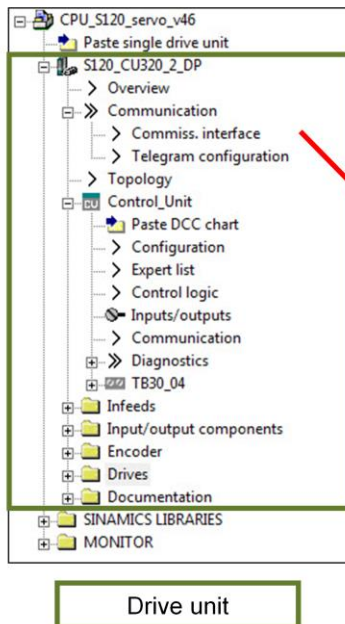 CPU_S120_servo_v46
Paste single drive unit
S120_CU320_2_DP
Overview
Communication
Commiss. interface
Telegram configuration
Topology
Control_Unit
Paste DCC chart
Configuration
Expert list
Control logic
Inputs/outputs
Communication
Diagnostics
TB30_04
Infeeds
Input/output components
Encoder
Drives
Documentation
SINAMICS LIBRARIES
MONITOR
Drive unit